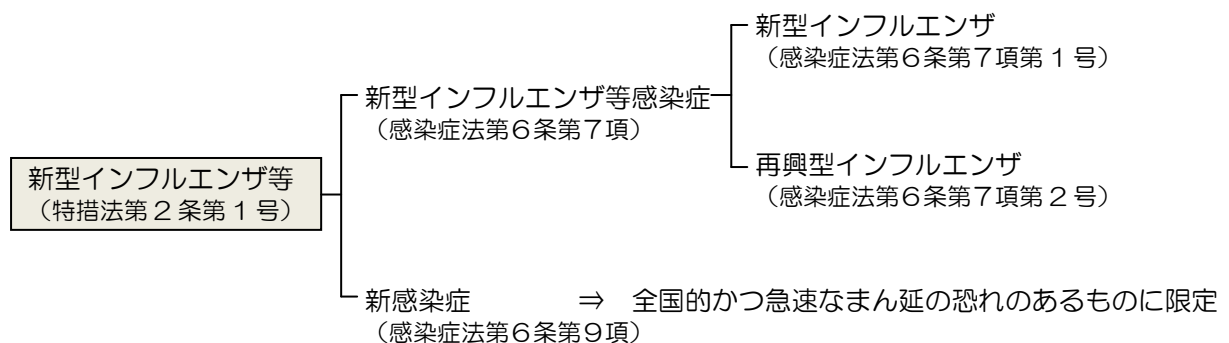 新型インフルエンザ
（感染症法第６条第７項第１号）
新型インフルエンザ等感染症
（感染症法第６条第７項）
再興型インフルエンザ
（感染症法第６条第７項第２号）
新型インフルエンザ等
（特措法第２条第１号）
新感染症 ⇒ 全国的かつ急速なまん延の恐れのあるものに限定
（感染症法第６条第９項）